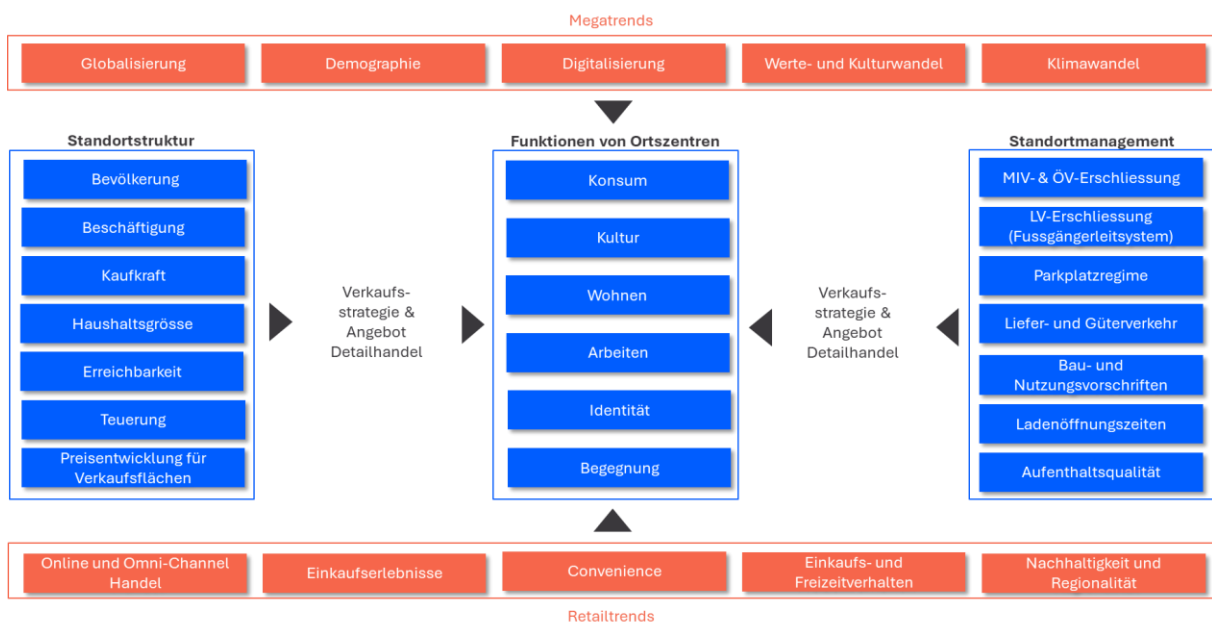 Megatrends
Globalisierung
Demographie
Digitalisierung
Werte- und Kulturwandel
Klimawandel
Standortstruktur
Bevölkerung
Beschäftigung
Kaufkraft
Haushaltsgrösse
Erreichbarkeit
Teuerung
Preisentwicklung für
Verkaufsflächen
Verkaufs-
strategie &
Angebot
Detailhandel
Funktionen von Ortszentren
Konsum
Kultur
Wohnen
Arbeiten
Identität
Begegnung
Verkaufs-
strategie &
Angebot
Detailhandel
Standortmanagement
MIV- & ÖV-Erschliessung
LV-Erschliessung
(Fussgängerleitsystem)
Parkplatzregime
Liefer- und Güterverkehr
Bau- und
Nutzungsvorschriften
Ladenöffnungszeiten
Aufenthaltsqualität
Online und Omni-Channel
Handel
Einkaufserlebnisse
Convenience
Einkaufs- und
Freizeitverhalten
Nachhaltigkeit und
Regionalität
Retailtrends